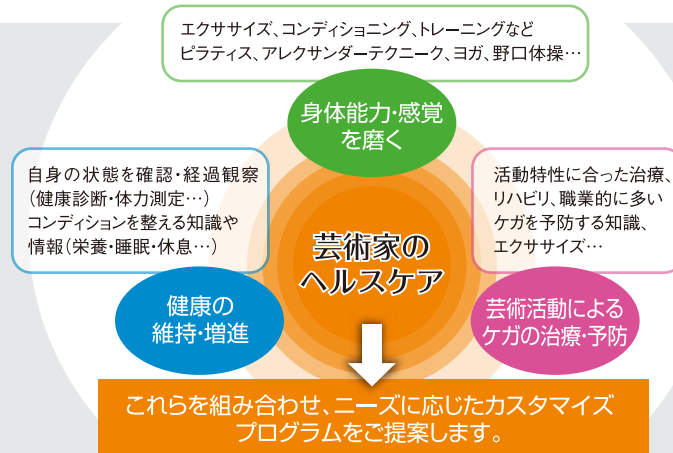 エクササイズ、コンディショニング、トレーニングなど
ピラティス、アレクサンダーテクニーク、ヨガ、野口体操…
身体能力・感覚
を磨く
自身の状態を確認・経過観察
(健康診断・体力測定…)
コンディションを整える知識や
情報(栄養・睡眠・休息…)
健康の
維持・増進
芸術家の
ヘルスケア
活動特性に合った治療、
リハビリ、職業的に多い
ケガを予防する知識、
エクササイズ…
芸術活動による
ケガの治療・予防
これらを組み合わせ、ニーズに応じたカスタマイズ
プログラムをご提案します。